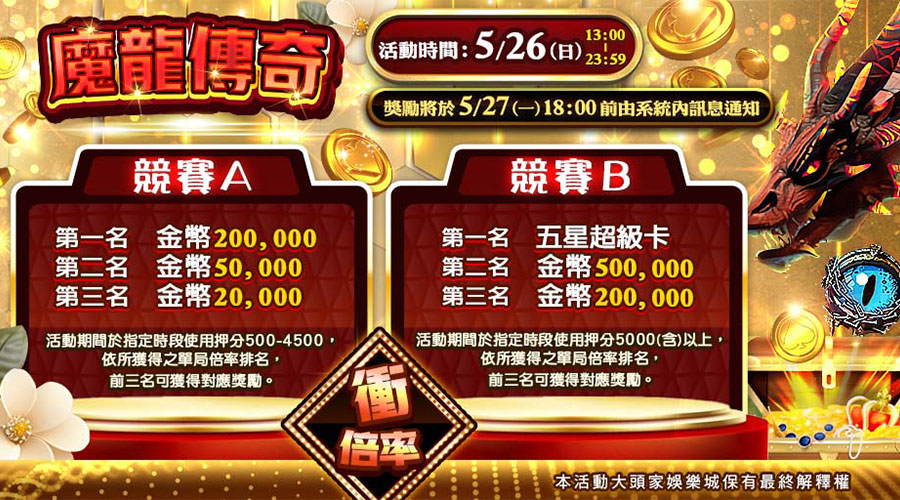 魔龍傳奇
活動時間：5/26(日) 13:00
|
23:59
獎勵將於5/27(一)18:00前由系統內訊息通知
競賽A
第一名 金幣200,000
第二名 金幣50,000
第三名 金幣20,000
活動期間於指定時段使用押分500-4500，
依所獲得之單局倍率排名，
前三名可獲得對應獎勵。
競賽B
第一名 五星超級卡
第二名 金幣500,000
第三名 金幣200,000
活動期間於指定時段使用押分5000(含)以上，
依所獲得之單局倍率排名，
前三名可獲得對應獎勵。
衝
倍率
本活動大頭家娛樂城保有最終解釋權